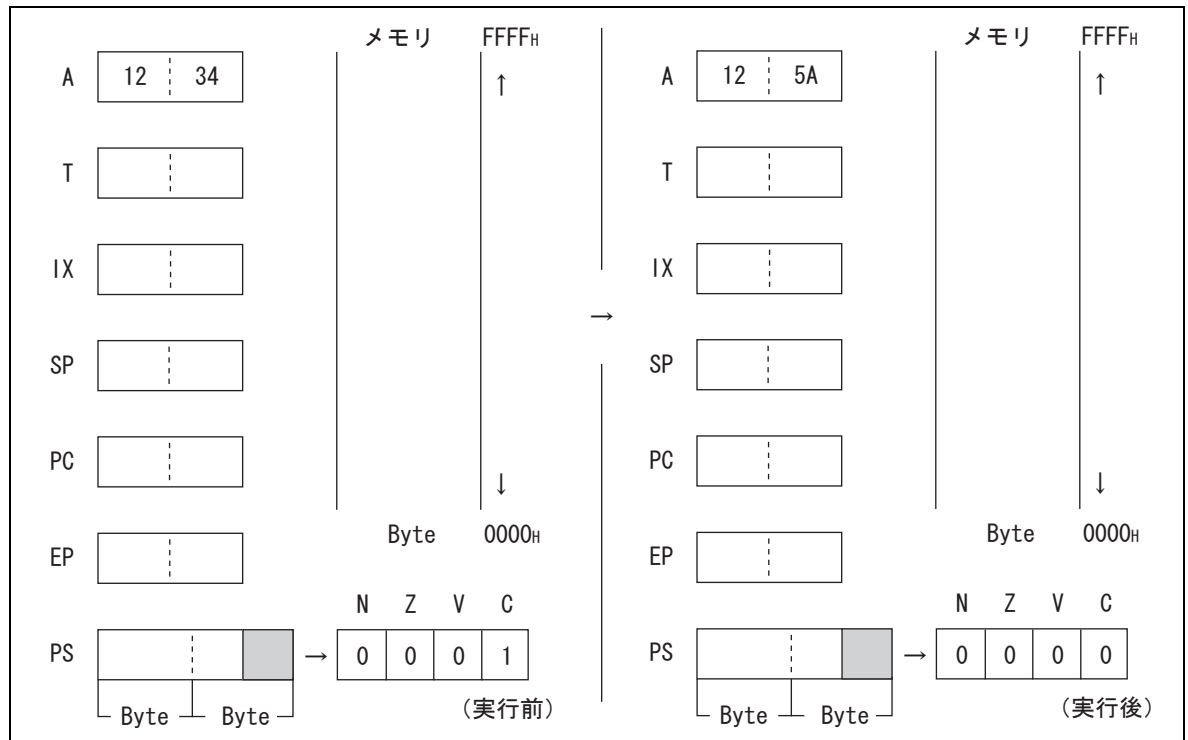 メモリ FFFFH
A 12 34
↑
T
IX
SP
PC
↓
Byte 0000H
EP
N Z V C
PS → 0 0 0 1
Byte Byte
(実行前)
→
メモリ FFFFH
A 12 5A
↑
T
IX
SP
PC
↓
Byte 0000H
EP
N Z V C
PS → 0 0 0 0
Byte Byte
(実行後)